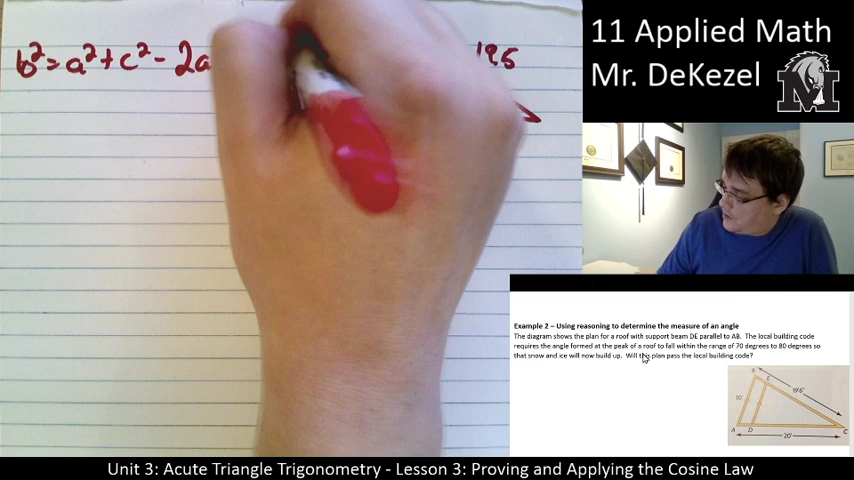 b²=a²+c²-2a
19.5
11 Applied Math
Mr. DeKezel
M
Example 2 – Using reasoning to determine the measure of an angle
The diagram shows the plan for a roof with support beam DE parallel to AB. The local building code
requires the angle formed at the peak of a roof to fall within the range of 70 degrees to 80 degrees so
that snow and ice will now build up. Will this plan pass the local building code?
B
E
19'6"
10'
A
D
C
20'
Unit 3: Acute Triangle Trigonometry - Lesson 3: Proving and Applying the Cosine Law